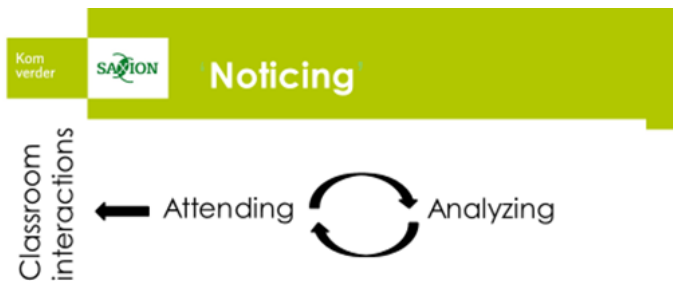 Kom
verder
SAXION
'Noticing'
Classroom
interactions
Attending
Analyzing